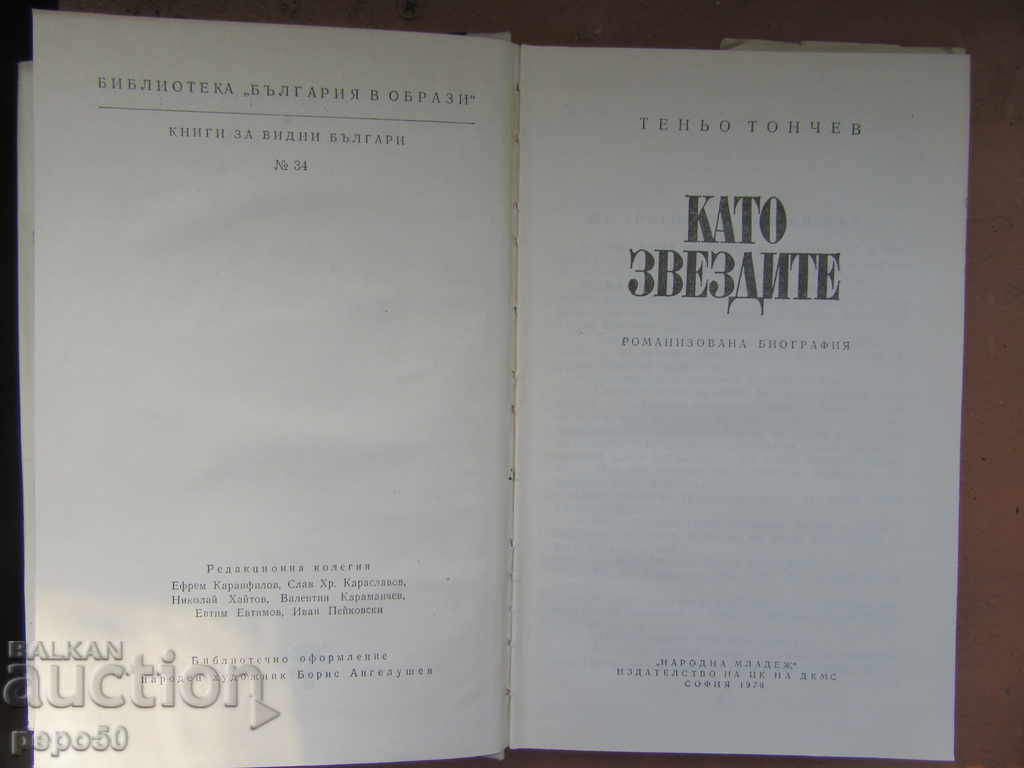 БИБЛИОТЕКА „БЪЛГАРИЯ В ОБРАЗИ“
КНИГИ ЗА ВИДНИ БЪЛГАРИ
№ 34
Редакционна колегия
Ефрем Каранфилов, Слав Хр. Караславов,
Николай Хайтов, Валентин Караманчев,
Евтим Евтимов, Иван Пейковски
Библиотечно оформление
народен художник Борис Ангелушев
ТЕНЬО ТОНЧЕВ
КАТО
ЗВЕЗДИТЕ
РОМАНИЗОВАНА БИОГРАФИЯ
„НАРОДНА МЛАДЕЖ“
ИЗДАТЕЛСТВО НА ЦК НА ДКМС
СОФИЯ 1974
BALKAN
auction
pepo50